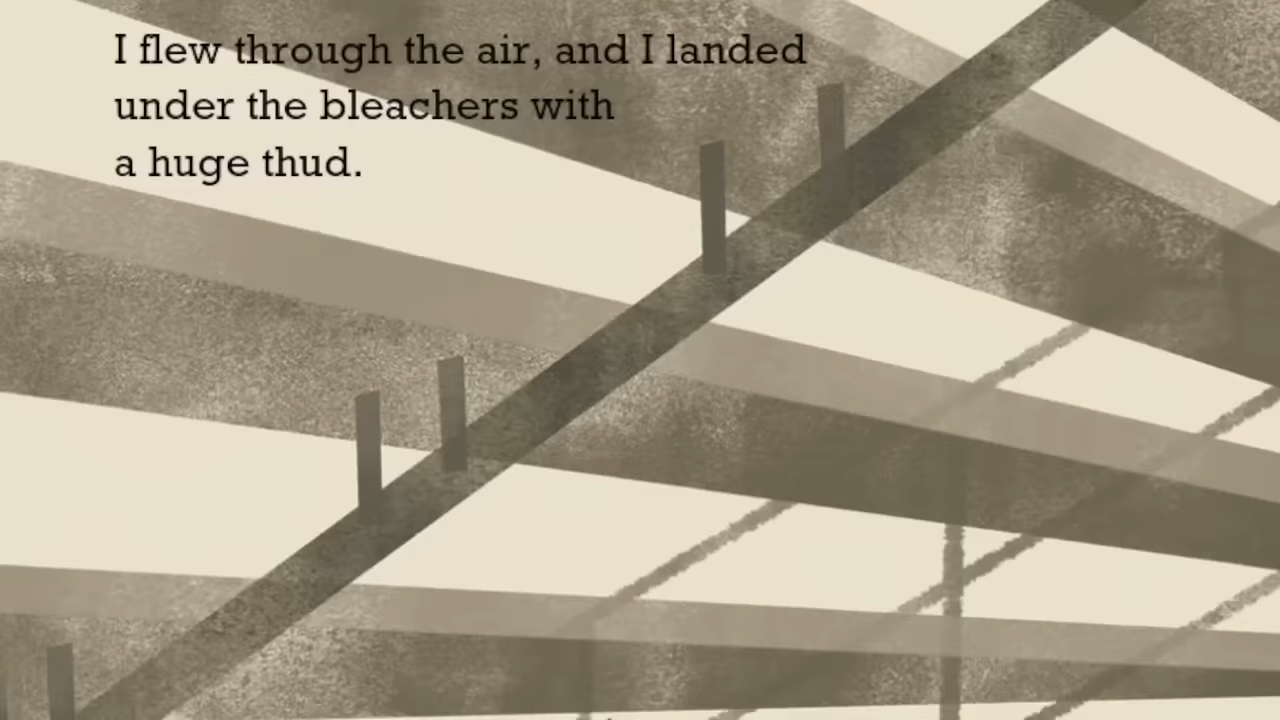 I flew through the air, and I landed
under the bleachers with
a huge thud.